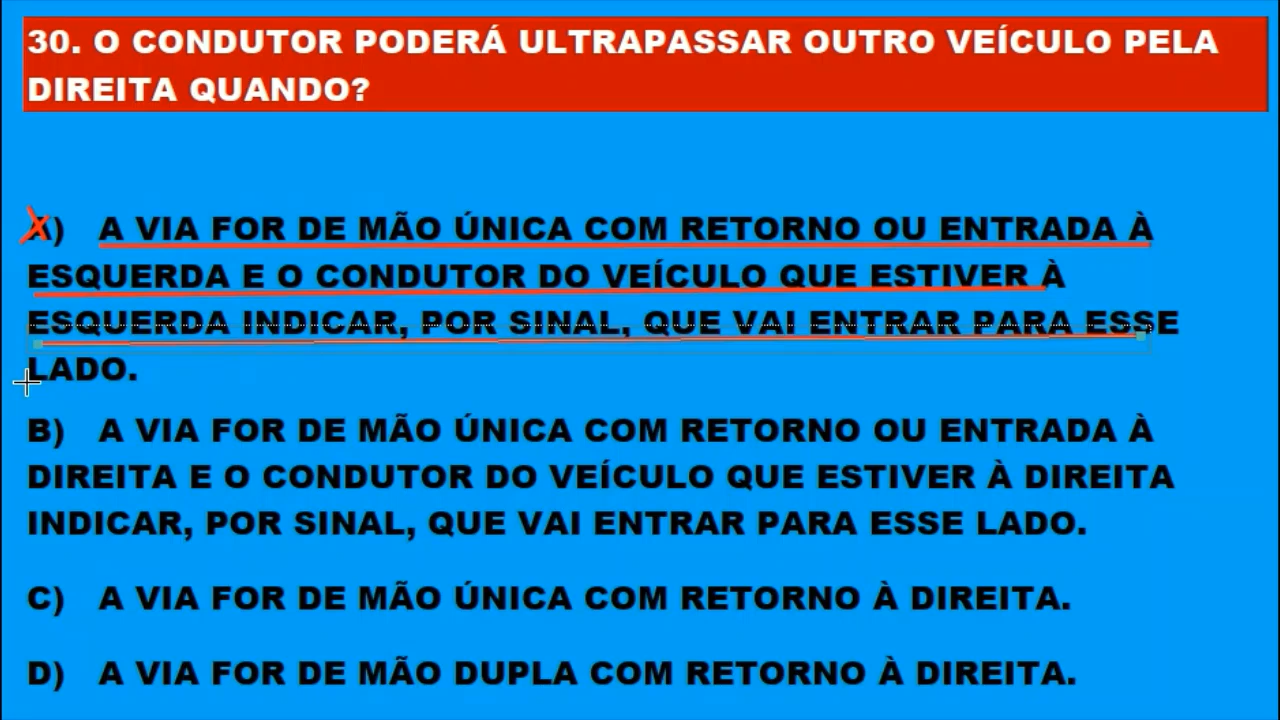 30. O CONDUTOR PODERÁ ULTRAPASSAR OUTRO VEÍCULO PELA
DIREITA QUANDO?
A) A VIA FOR DE MÃO ÚNICA COM RETORNO OU ENTRADA À
ESQUERDA E O CONDUTOR DO VEÍCULO QUE ESTIVER À
ESQUERDA INDICAR, POR SINAL, QUE VAI ENTRAR PARA ESSE
LADO.
B) A VIA FOR DE MÃO ÚNICA COM RETORNO OU ENTRADA À
DIREITA E O CONDUTOR DO VEÍCULO QUE ESTIVER À DIREITA
INDICAR, POR SINAL, QUE VAI ENTRAR PARA ESSE LADO.
C) A VIA FOR DE MÃO ÚNICA COM RETORNO À DIREITA.
D) A VIA FOR DE MÃO DUPLA COM RETORNO À DIREITA.